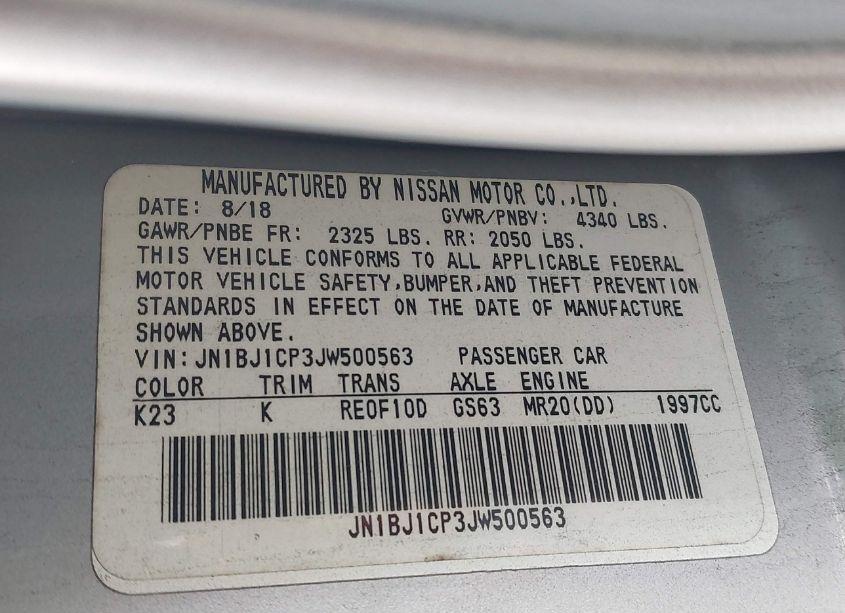 MANUFACTURED BY NISSAN MOTOR CO.,LTD.
DATE: 8/18 GVWR/PNBV: 4340 LBS.
GAWR/PNBE FR: 2325 LBS. RR: 2050 LBS.
THIS VEHICLE CONFORMS TO ALL APPLICABLE FEDERAL
MOTOR VEHICLE SAFETY,BUMPER,AND THEFT PREVENTION
STANDARDS IN EFFECT ON THE DATE OF MANUFACTURE
SHOWN ABOVE.
VIN: JN1BJ1CP3JW500563 PASSENGER CAR
COLOR TRIM TRANS AXLE ENGINE
K23 K RE0F10D GS63 MR20(DD) 1997CC
JN1BJ1CP3JW500563